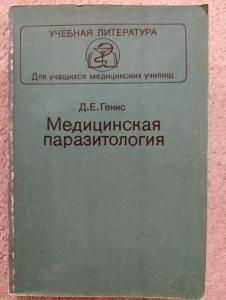 УЧЕБНАЯ ЛИТЕРАТУРА
Для учащихся медицинских училищ
Д.Е.Генис
Медицинская
паразитология